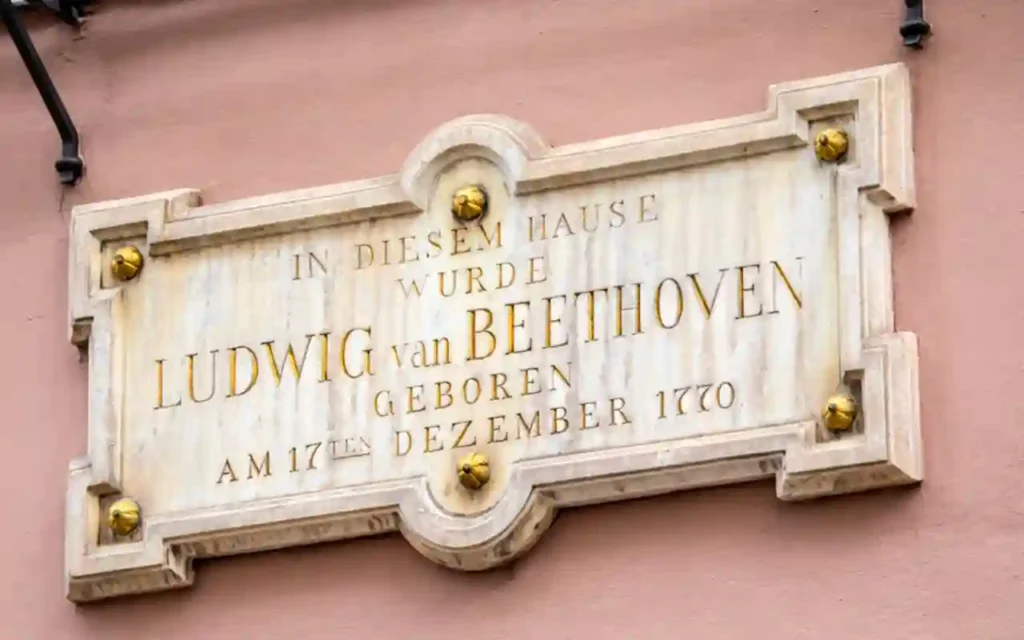 IN DIESEM HAUSE
WURDE
LUDWIG van BEETHOVEN
GEBOREN
AM 17TEN DEZEMBER 1770